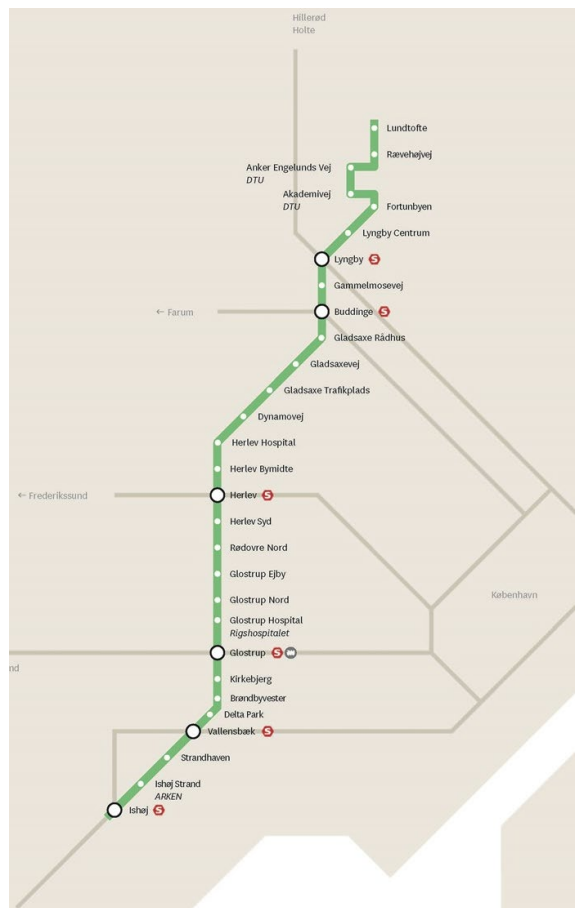 Hillerød
Holte
Lundtofte
Rævehøjvej
Anker Engelunds Vej
DTU
Akademivej
DTU
Fortunbyen
Lyngby Centrum
Lyngby S
Gammelmosevej
← Farum
Buddinge S
Gladsaxe Rådhus
Gladsaxevej
Gladsaxe Trafikplads
Dynamovej
Herlev Hospital
Herlev Bymidte
← Frederikssund
Herlev S
Herlev Syd
Rødovre Nord
Glostrup Ejby
København
Glostrup Nord
Glostrup Hospital
Rigshospitalet
Glostrup S
nd
Kirkebjerg
Brøndbyvester
Delta Park
Vallensbæk S
Strandhaven
Ishøj Strand
ARKEN
Ishøj S